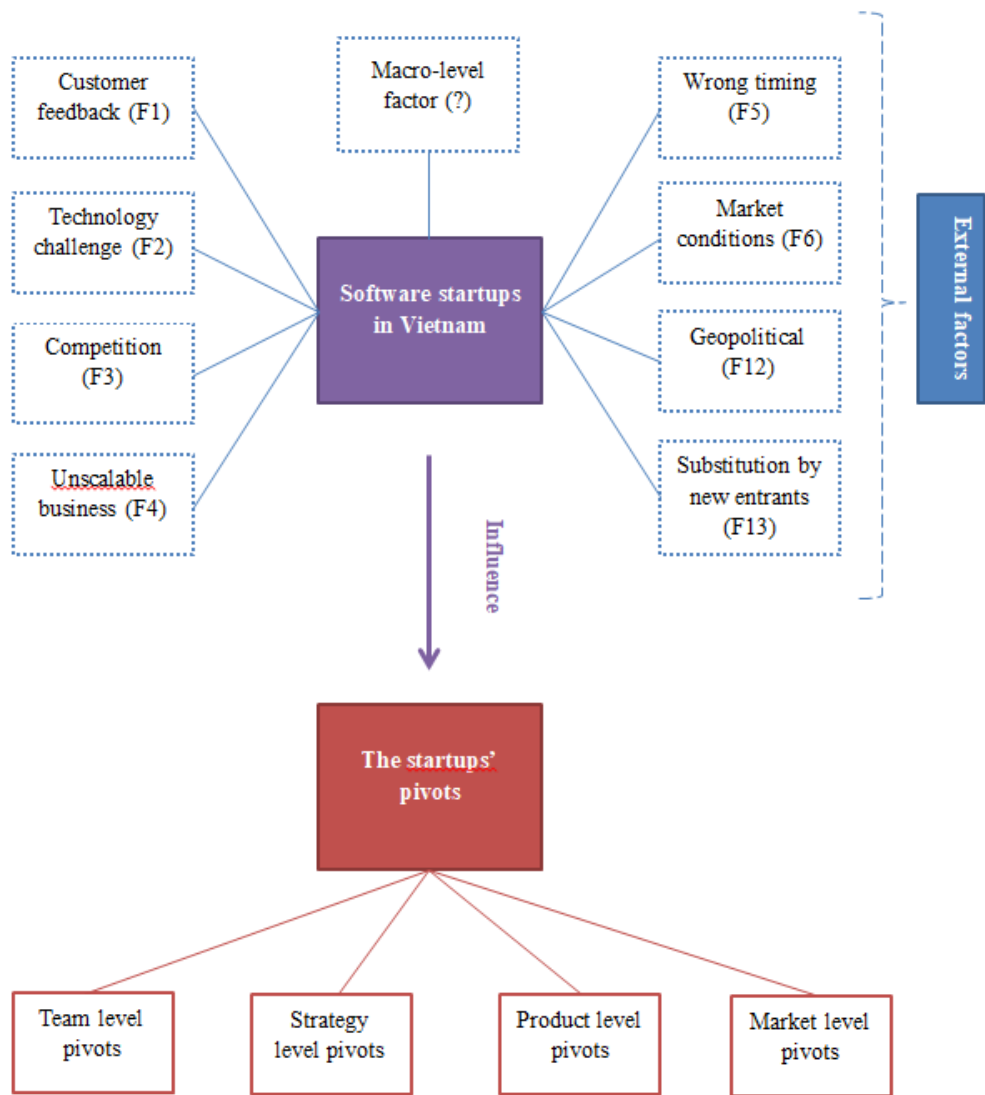 Customer
feedback (F1)
Macro-level
factor (?)
Wrong timing
(F5)
Technology
challenge (F2)
Market
conditions (F6)
Software startups
in Vietnam
External factors
Competition
(F3)
Geopolitical
(F12)
Unscalable
business (F4)
Substitution by
new entrants
(F13)
Influence
The startups’
pivots
Team level
pivots
Strategy
level pivots
Product level
pivots
Market level
pivots